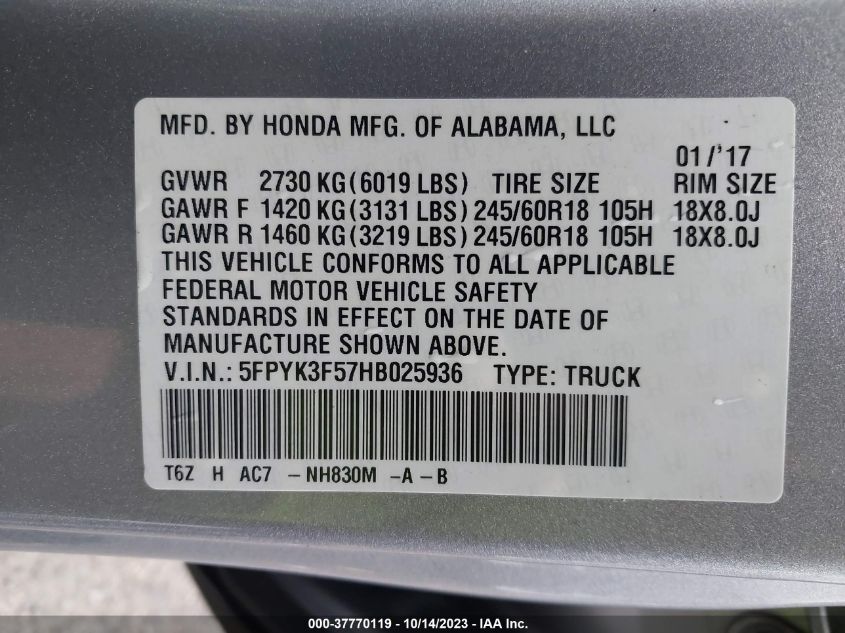 MFD. BY HONDA MFG. OF ALABAMA, LLC
01/'17
GVWR 2730 KG(6019 LBS) TIRE SIZE RIM SIZE
GAWR F 1420 KG(3131 LBS) 245/60R18 105H 18X8.0J
GAWR R 1460 KG(3219 LBS) 245/60R18 105H 18X8.0J
THIS VEHICLE CONFORMS TO ALL APPLICABLE
FEDERAL MOTOR VEHICLE SAFETY
STANDARDS IN EFFECT ON THE DATE OF
MANUFACTURE SHOWN ABOVE.
V.I.N.: 5FPYK3F57HB025936 TYPE: TRUCK
T6Z H AC7 – NH830M –A – B
000-37770119 - 10/14/2023 - IAA Inc.